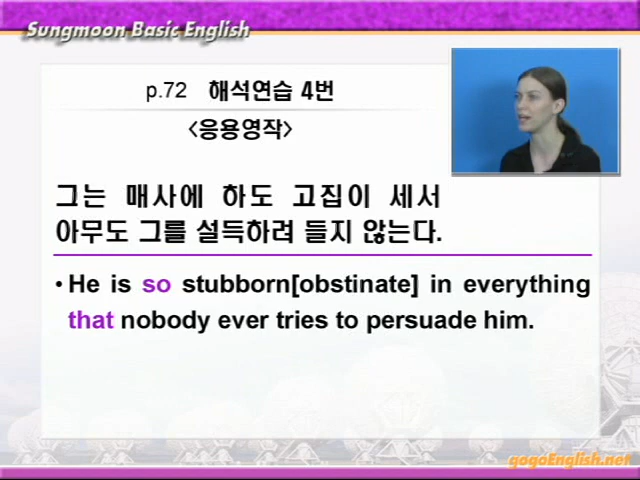 Sungmoon Basic English
p.72 해석연습 4번
<응용영작>
그는 매사에 하도 고집이 세서
아무도 그를 설득하려 들지 않는다.
• He is so stubborn[obstinate] in everything
that nobody ever tries to persuade him.
gogoEnglish.net